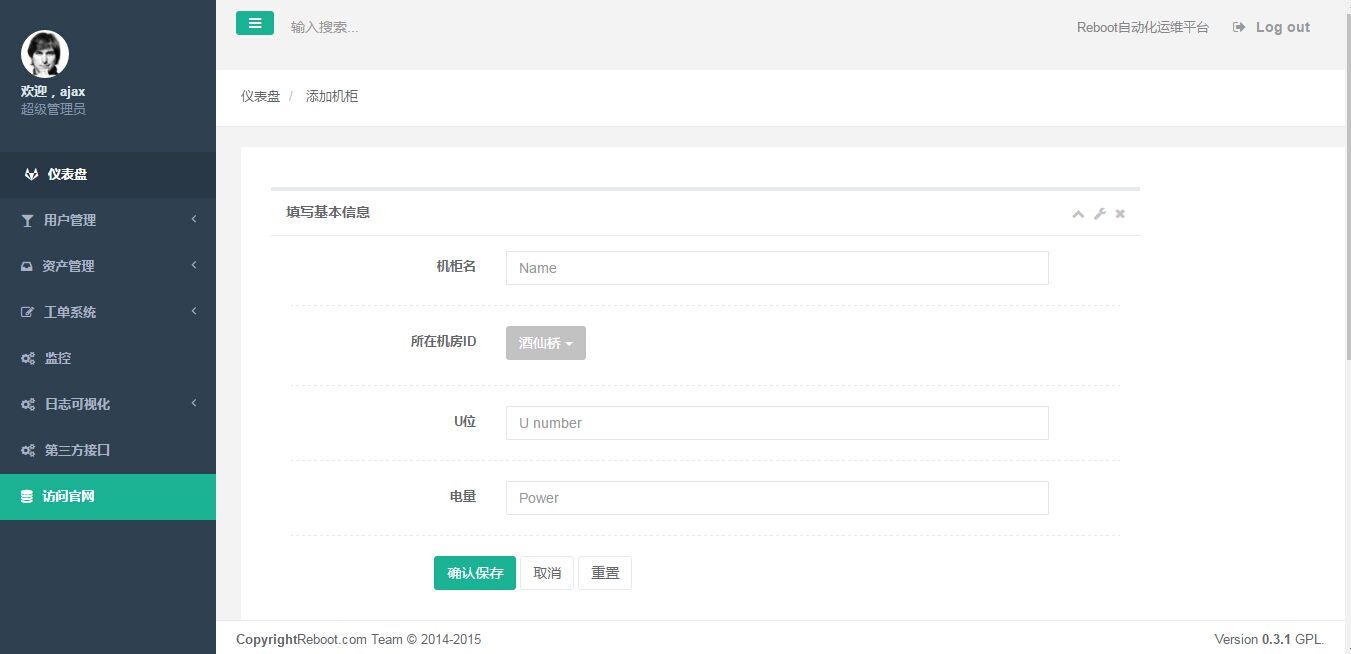 欢迎，ajax
超级管理员
仪表盘
用户管理
资产管理
工单系统
监控
日志可视化
第三方接口
访问官网
输入搜索...
Reboot自动化运维平台
Log out
仪表盘 / 添加机柜
填写基本信息
机柜名 Name
所在机房ID 酒仙桥
U位 U number
电量 Power
确认保存 取消 重置
CopyrightReboot.com Team © 2014-2015
Version 0.3.1 GPL.